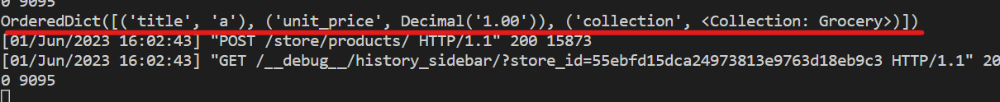 0 9095
OrderedDict([('title', 'a'), ('unit_price', Decimal('1.00')), ('collection', <Collection: Grocery>)])
[01/Jun/2023 16:02:43] "POST /store/products/ HTTP/1.1" 200 15873
[01/Jun/2023 16:02:43] "GET /__debug__/history_sidebar/?store_id=55ebfd15dca24973813e9763d18eb9c3 HTTP/1.1" 20
0 9095